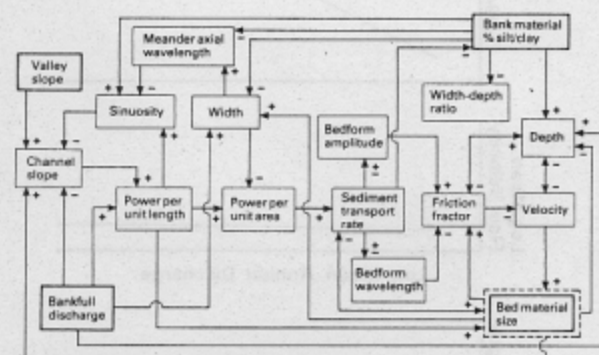 Bank material
% silt/clay
Meander axial
wavelength
Valley
slope
Width-depth
ratio
Sinuosity
Width
Bedform
amplitude
Depth
Channel
slope
Power per
unit length
Power per
unit area
Sediment
transport
rate
Friction
fractor
Velocity
Bedform
wavelength
Bankfull
discharge
Bed material
size